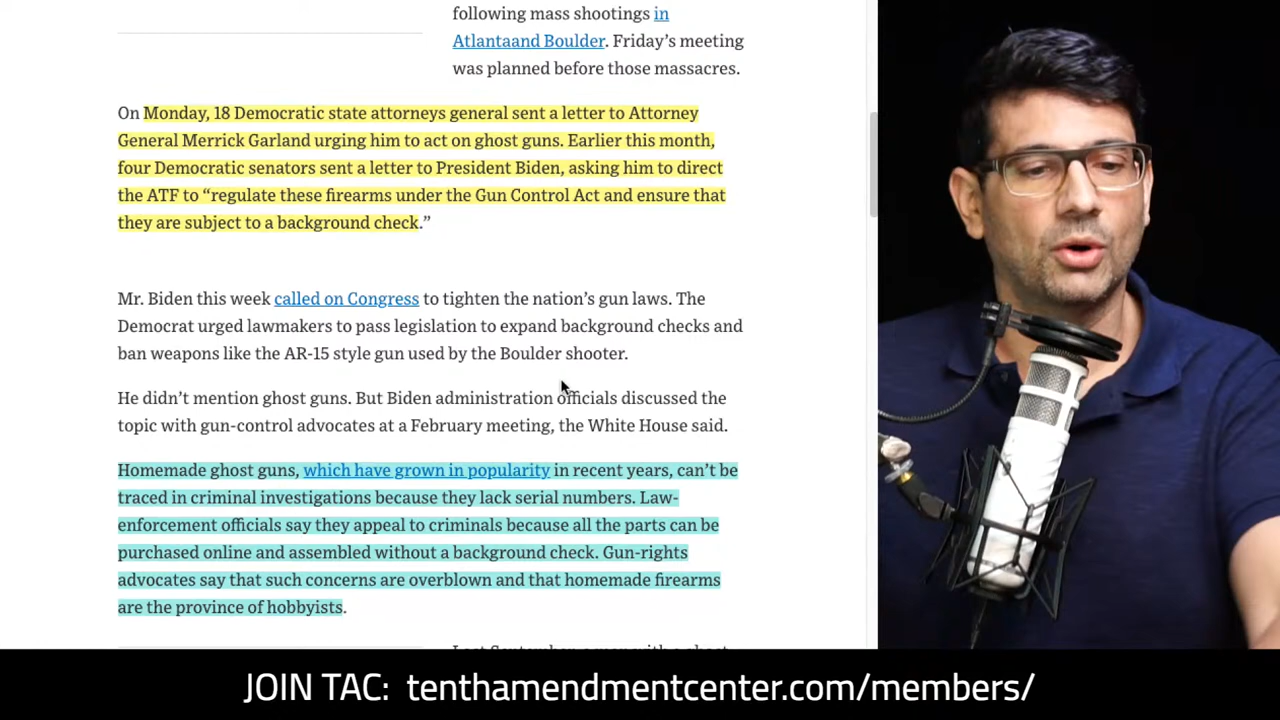 following mass shootings in
Atlantaand Boulder. Friday’s meeting
was planned before those massacres.
On Monday, 18 Democratic state attorneys general sent a letter to Attorney
General Merrick Garland urging him to act on ghost guns. Earlier this month,
four Democratic senators sent a letter to President Biden, asking him to direct
the ATF to “regulate these firearms under the Gun Control Act and ensure that
they are subject to a background check.”
Mr. Biden this week called on Congress to tighten the nation’s gun laws. The
Democrat urged lawmakers to pass legislation to expand background checks and
ban weapons like the AR-15 style gun used by the Boulder shooter.
He didn’t mention ghost guns. But Biden administration officials discussed the
topic with gun-control advocates at a February meeting, the White House said.
Homemade ghost guns, which have grown in popularity in recent years, can’t be
traced in criminal investigations because they lack serial numbers. Law-
enforcement officials say they appeal to criminals because all the parts can be
purchased online and assembled without a background check. Gun-rights
advocates say that such concerns are overblown and that homemade firearms
are the province of hobbyists.
JOIN TAC: tenthamendmentcenter.com/members/